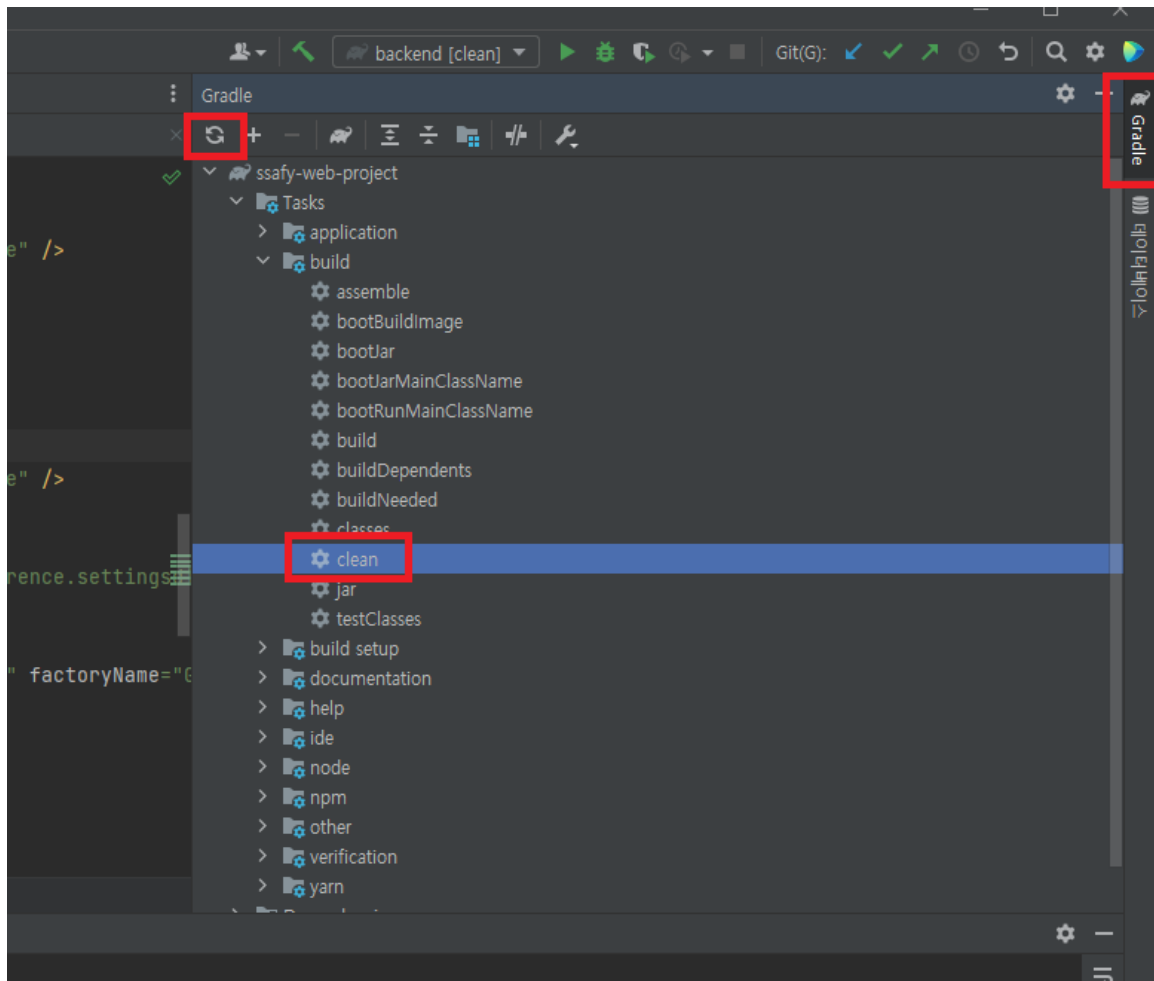 backend [clean]
Git(G):
Gradle
Gradle
ssafy-web-project
Tasks
application
e" />
build
데이터베이스
assemble
bootBuildImage
bootJar
bootJarMainClassName
bootRunMainClassName
build
buildDependents
e" />
buildNeeded
classes
clean
rence.settings
jar
testClasses
build setup
" factoryName="G
documentation
help
ide
node
npm
other
verification
yarn